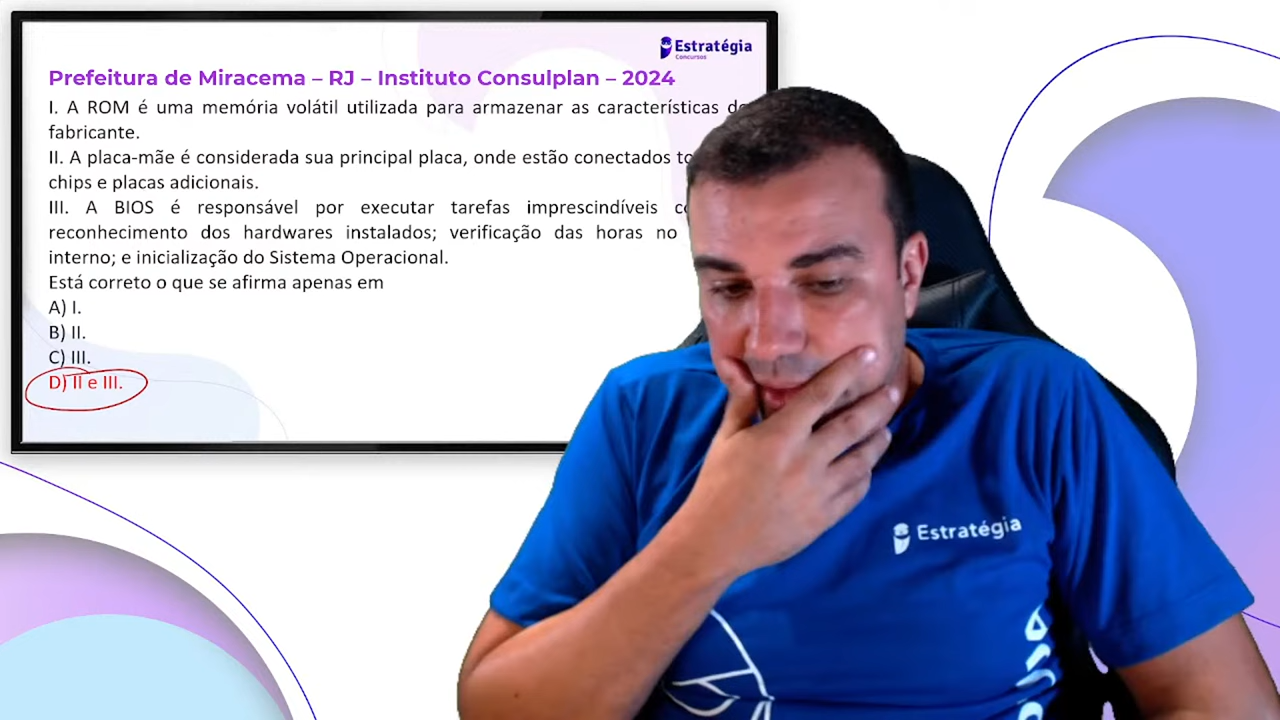 Estratégia
Concursos
Prefeitura de Miracema – RJ – Instituto Consulplan – 2024
I. A ROM é uma memória volátil utilizada para armazenar as características
fabricante.
II. A placa-mãe é considerada sua principal placa, onde estão conectados
chips e placas adicionais.
III. A BIOS é responsável por executar tarefas imprescindíveis
reconhecimento dos hardwares instalados; verificação das horas no
interno; e inicialização do Sistema Operacional.
Está correto o que se afirma apenas em
A) I.
B) II.
C) III.
D) II e III.
Estratégia